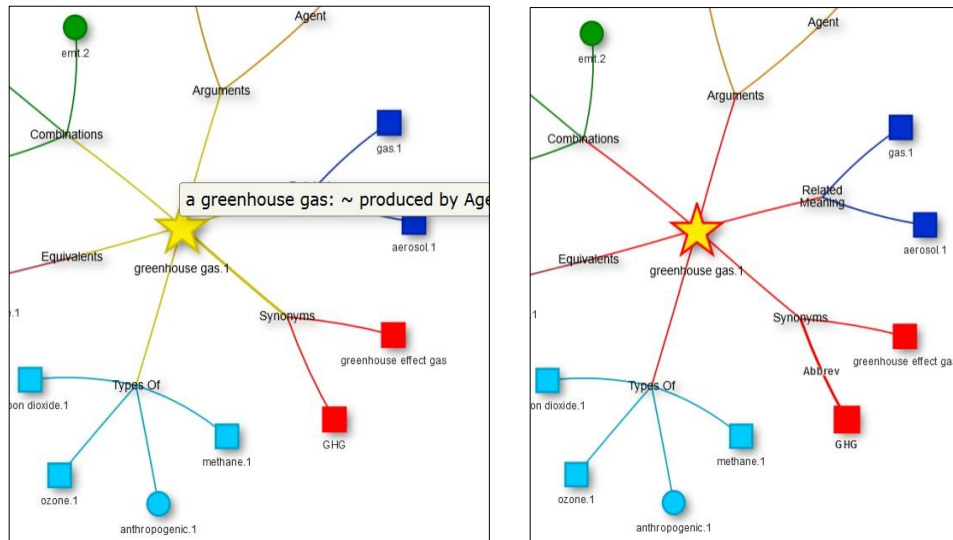 Agent
emt.2
Arguments
Combinations
gas.1
a greenhouse gas: ~ produced by Age
aerosol.1
Equivalents
greenhouse gas.1
.1
Synonyms
greenhouse effect gas
Types Of
bon dioxide.1
GHG
methane.1
ozone.1
anthropogenic.1
Agent
emt.2
Arguments
Combinations
gas.1
Related
Meaning
aerosol.1
Equivalents
greenhouse gas.1
.1
Synonyms
greenhouse effect ga
Abbrev
Types Of
on dioxide.1
GHG
methane.1
ozone.1
anthropogenic.1